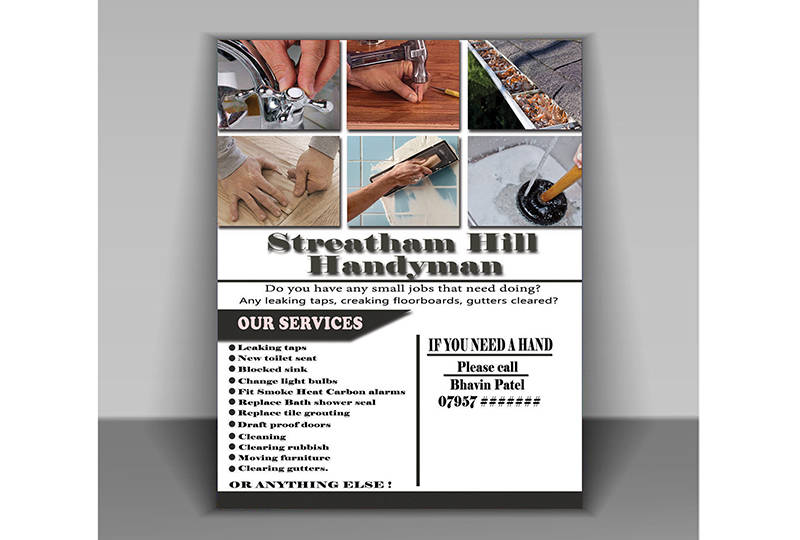 Streatham Hill
Handyman
Do you have any small jobs that need doing?
Any leaking taps, creaking floorboards, gutters cleared?
OUR SERVICES
Leaking taps
New toilet seat
Blocked sink
Change light bulbs
Fit Smoke Heat Carbon alarms
Replace Bath shower seal
Replace tile grouting
Draft proof doors
Cleaning
Clearing rubbish
Moving furniture
Clearing gutters.
OR ANYTHING ELSE !
IF YOU NEED A HAND
Please call
Bhavin Patel
07957 #######